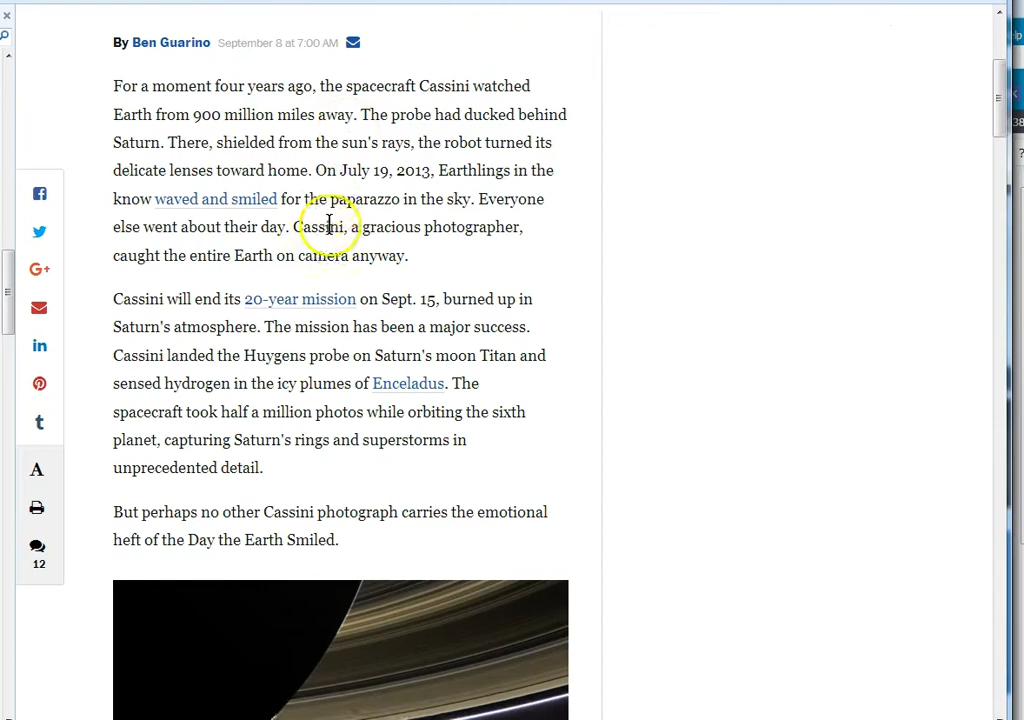 By Ben Guarino September 8 at 7:00 AM
For a moment four years ago, the spacecraft Cassini watched
Earth from 900 million miles away. The probe had ducked behind
Saturn. There, shielded from the sun's rays, the robot turned its
delicate lenses toward home. On July 19, 2013, Earthlings in the
know waved and smiled for the paparazzo in the sky. Everyone
else went about their day. Cassini, a gracious photographer,
caught the entire Earth on camera anyway.
Cassini will end its 20-year mission on Sept. 15, burned up in
Saturn's atmosphere. The mission has been a major success.
Cassini landed the Huygens probe on Saturn's moon Titan and
sensed hydrogen in the icy plumes of Enceladus. The
spacecraft took half a million photos while orbiting the sixth
planet, capturing Saturn's rings and superstorms in
unprecedented detail.
But perhaps no other Cassini photograph carries the emotional
heft of the Day the Earth Smiled.
G+
in
t
A
12
lp
38
?